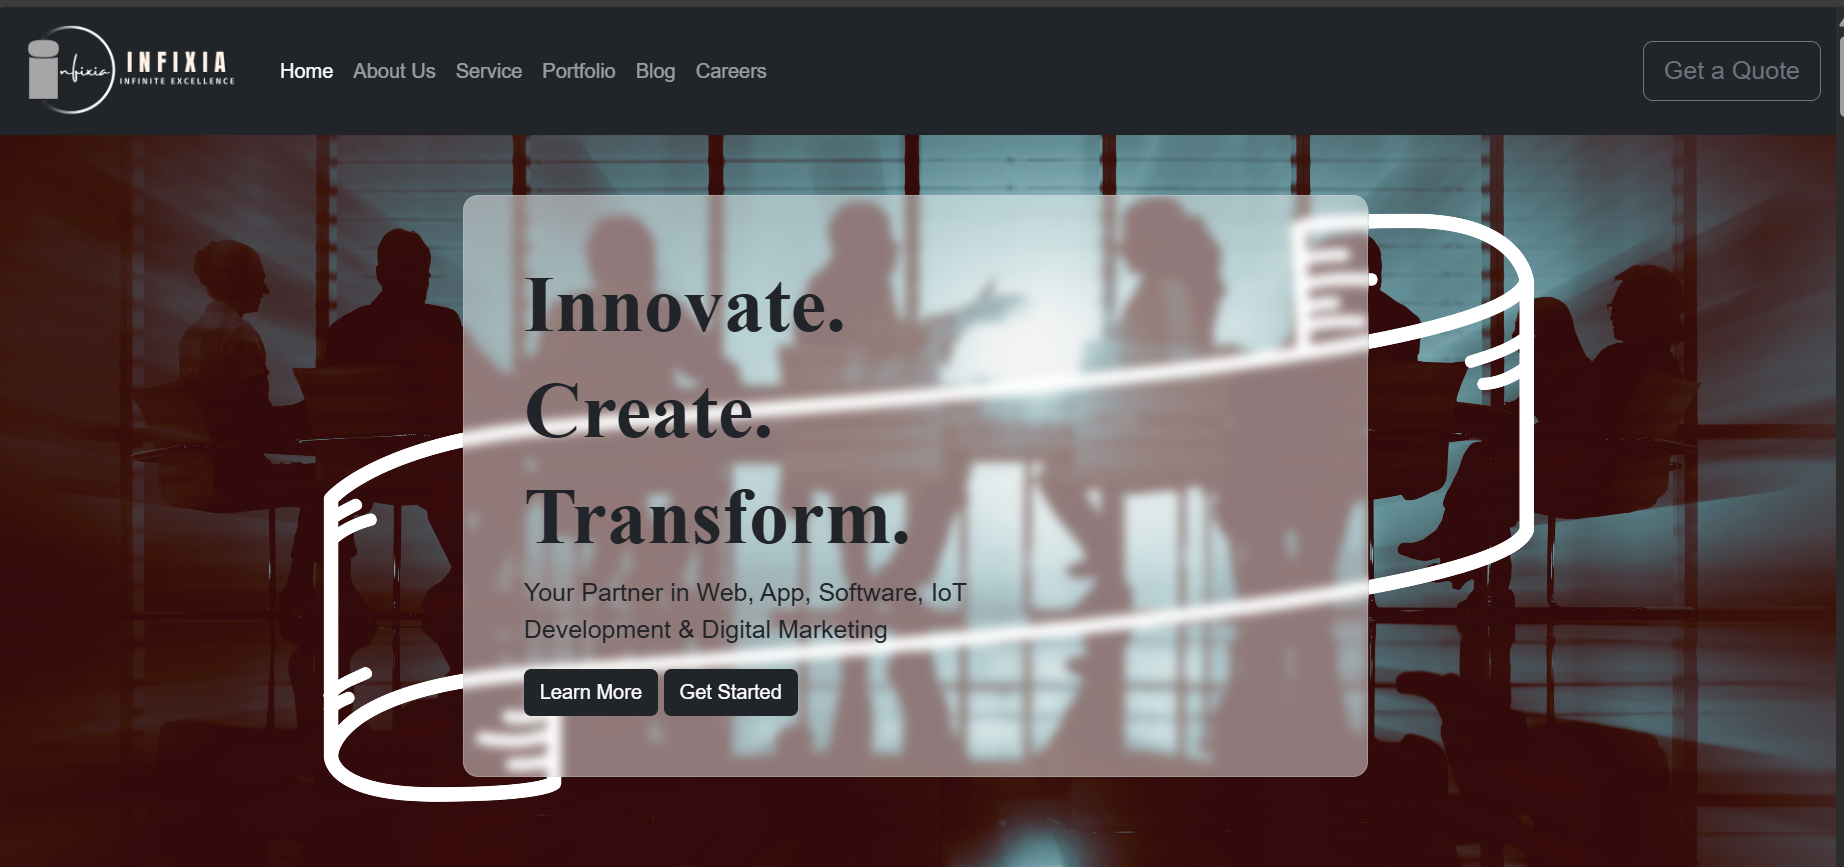 nfixia
INFIXIA
INFINITE EXCELLENCE
Home About Us Service Portfolio Blog Careers
Get a Quote
Innovate.
Create.
Transform.
Your Partner in Web, App, Software, IoT
Development & Digital Marketing
Learn More Get Started